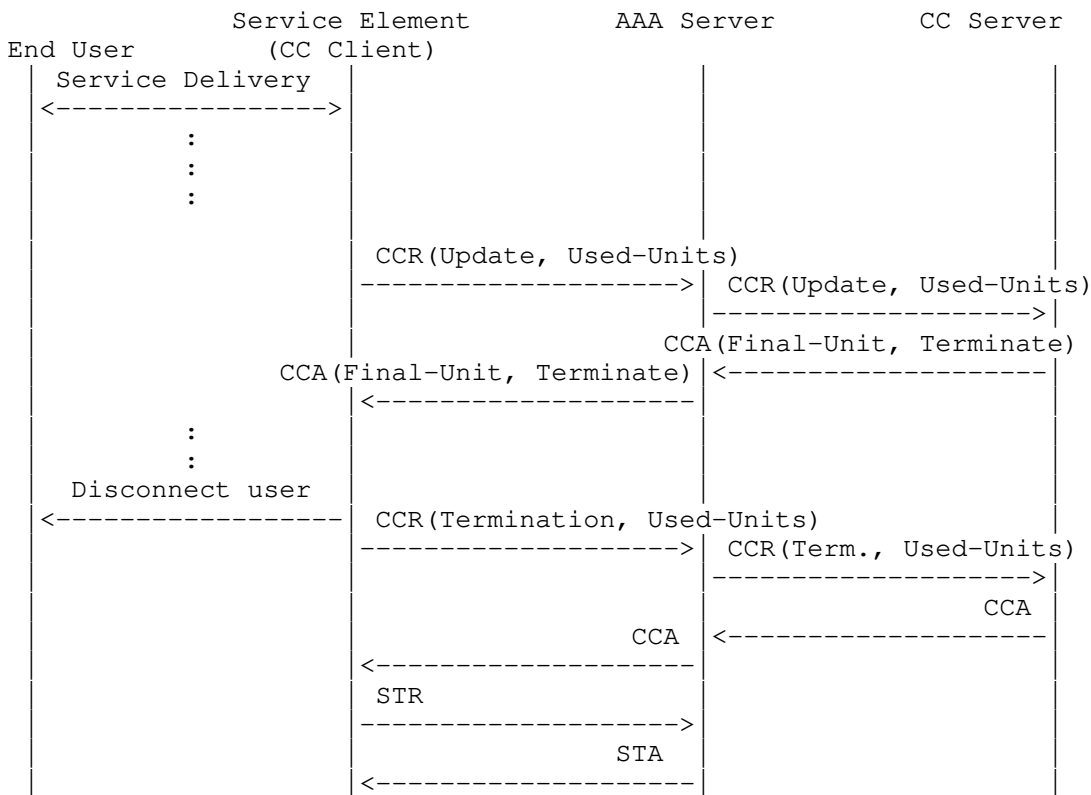 Service Element AAA Server CC Server
End User (CC Client)
Service Delivery
:
:
:
CCR(Update, Used-Units)
CCR(Update, Used-Units)
CCA(Final-Unit, Terminate)
CCA(Final-Unit, Terminate)
:
:
Disconnect user
CCR(Termination, Used-Units)
CCR(Term., Used-Units)
CCA
CCA
STR
STA